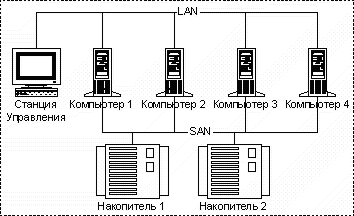 LAN
Станция
Управления
Компьютер 1
Компьютер 2
Компьютер 3
Компьютер 4
SAN
Накопитель 1
Накопитель 2